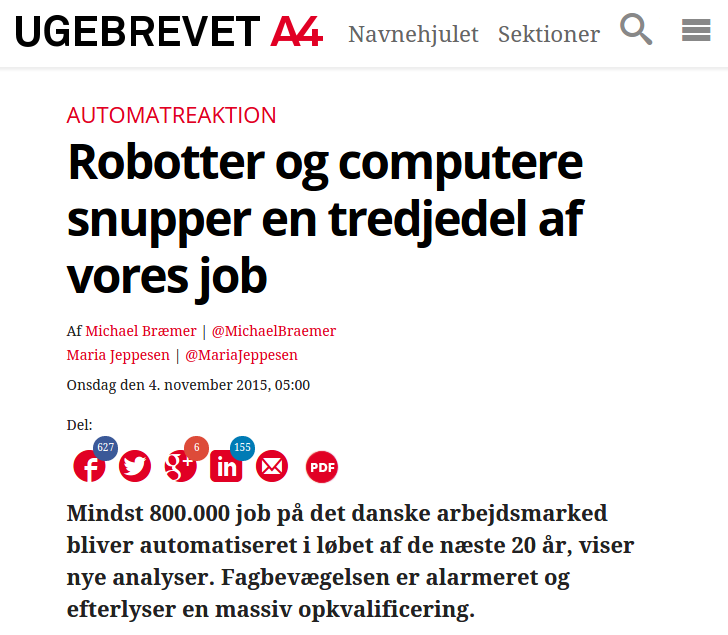 UGEBREVET A4 Navnehjulet Sektioner
AUTOMATREAKTION
Robotter og computere
snupper en tredjedel af
vores job
Af Michael Bræmer | @MichaelBraemer
Maria Jeppesen | @MariaJeppesen
Onsdag den 4. november 2015, 05:00
Del:
627 6 155
f g+ in PDF
Mindst 800.000 job på det danske arbejdsmarked
bliver automatiseret i løbet af de næste 20 år, viser
nye analyser. Fagbevægelsen er alarmeret og
efterlyser en massiv opkvalificering.